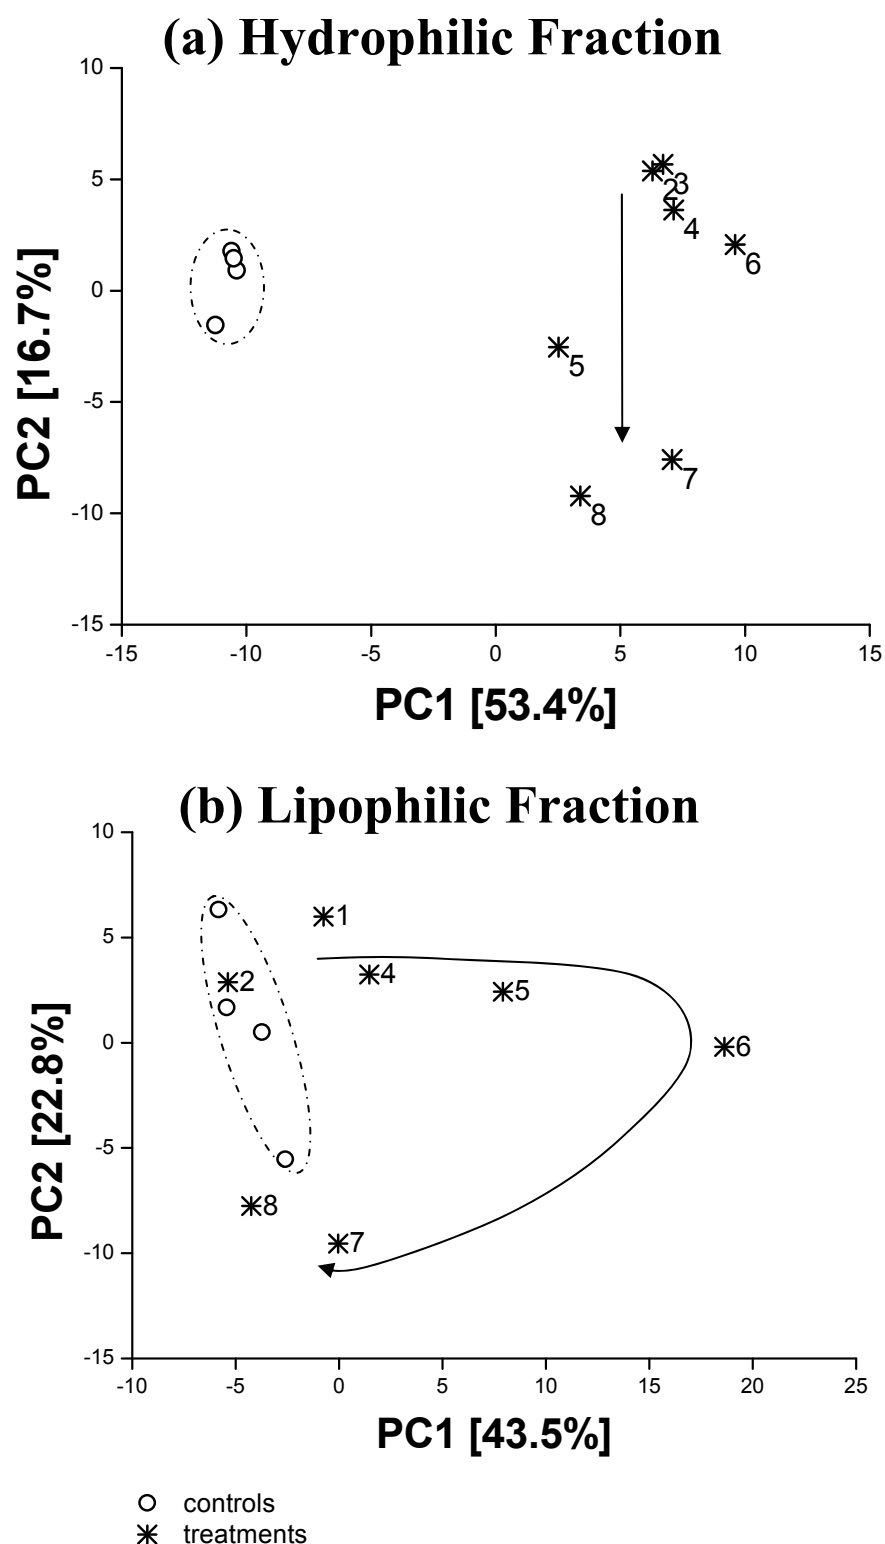 (a) Hydrophilic Fraction
10
5
0
-5
-10
-15
PC2 [16.7%]
2
3
4
6
5
7
8
-15 -10 -5 0 5 10 15
PC1 [53.4%]
(b) Lipophilic Fraction
10
5
0
-5
-10
-15
PC2 [22.8%]
1
2
4
5
6
8
7
-10 -5 0 5 10 15 20 25
PC1 [43.5%]
controls
treatments